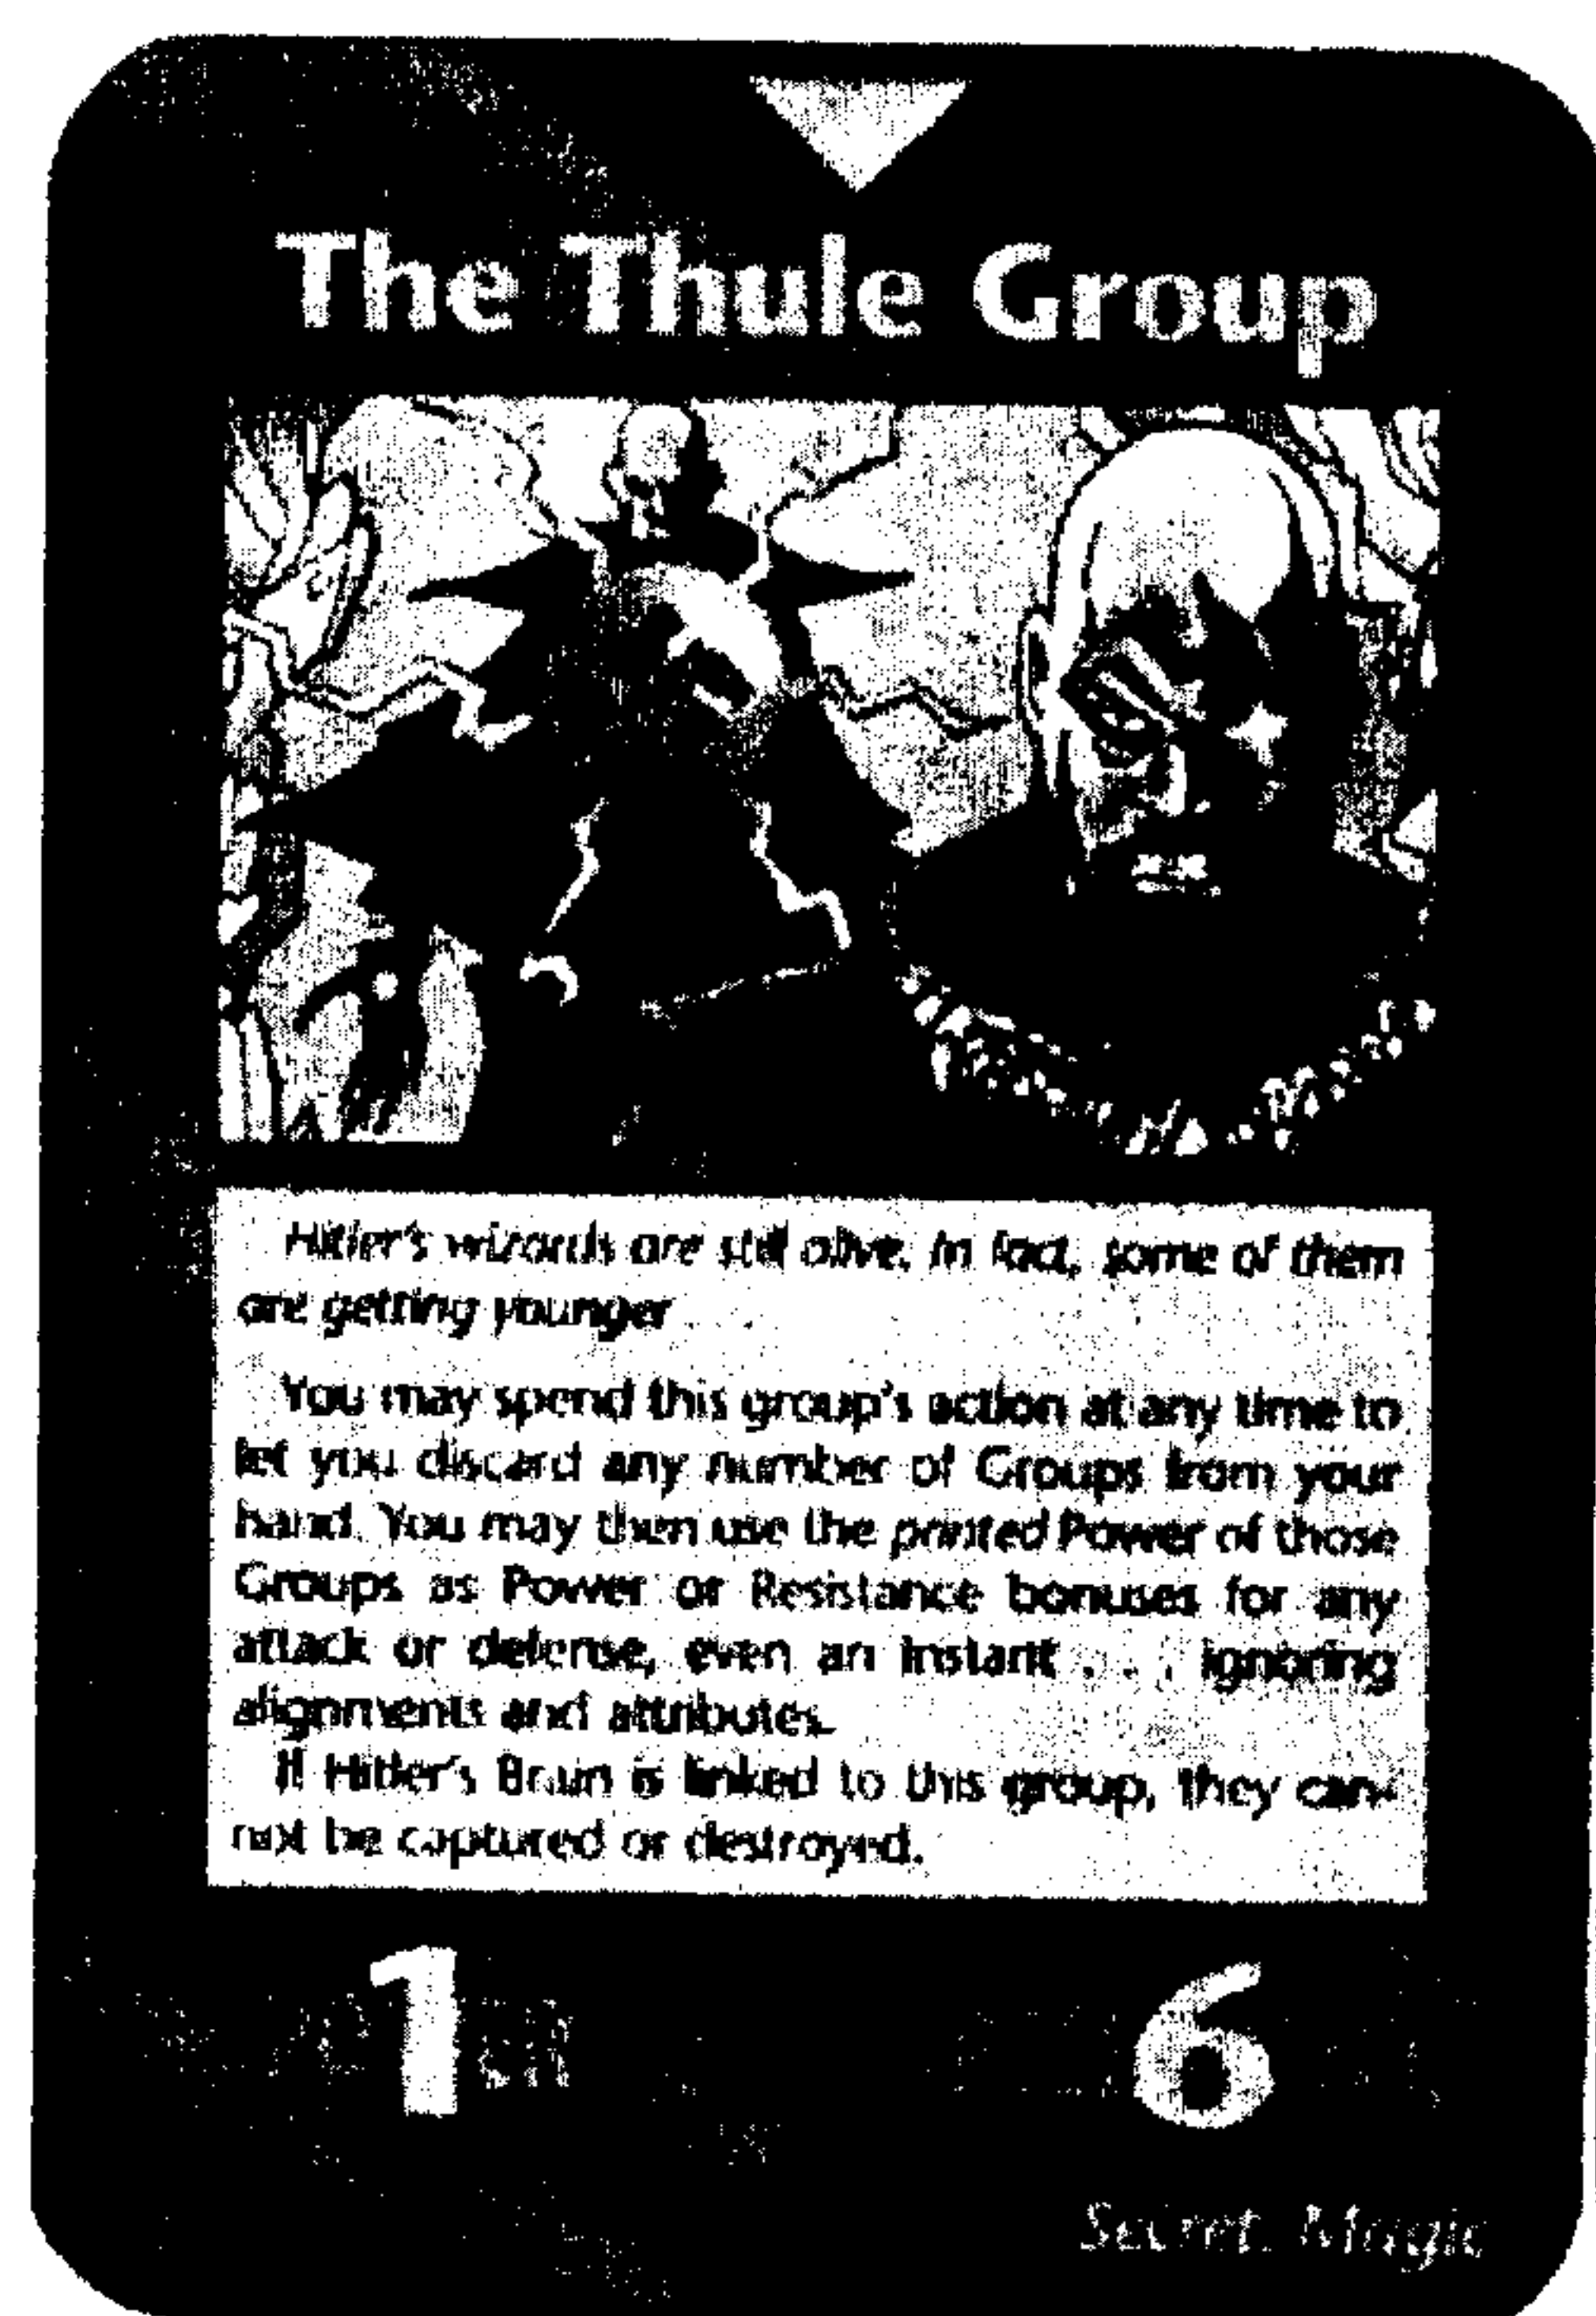 The Thule Group
Hitler's wizards are still alive. In fact, some of them
are getting younger
You may spend this group's action at any time to
let you discard any number of Groups from your
hand. You may then use the printed Power of those
Groups as Power or Resistance bonuses for any
attack or defense, even an Instant . . . ignoring
alignments and attributes.
If Hitler's Brain is linked to this group, they can-
not be captured or destroyed.
1
6
Secret, Magic